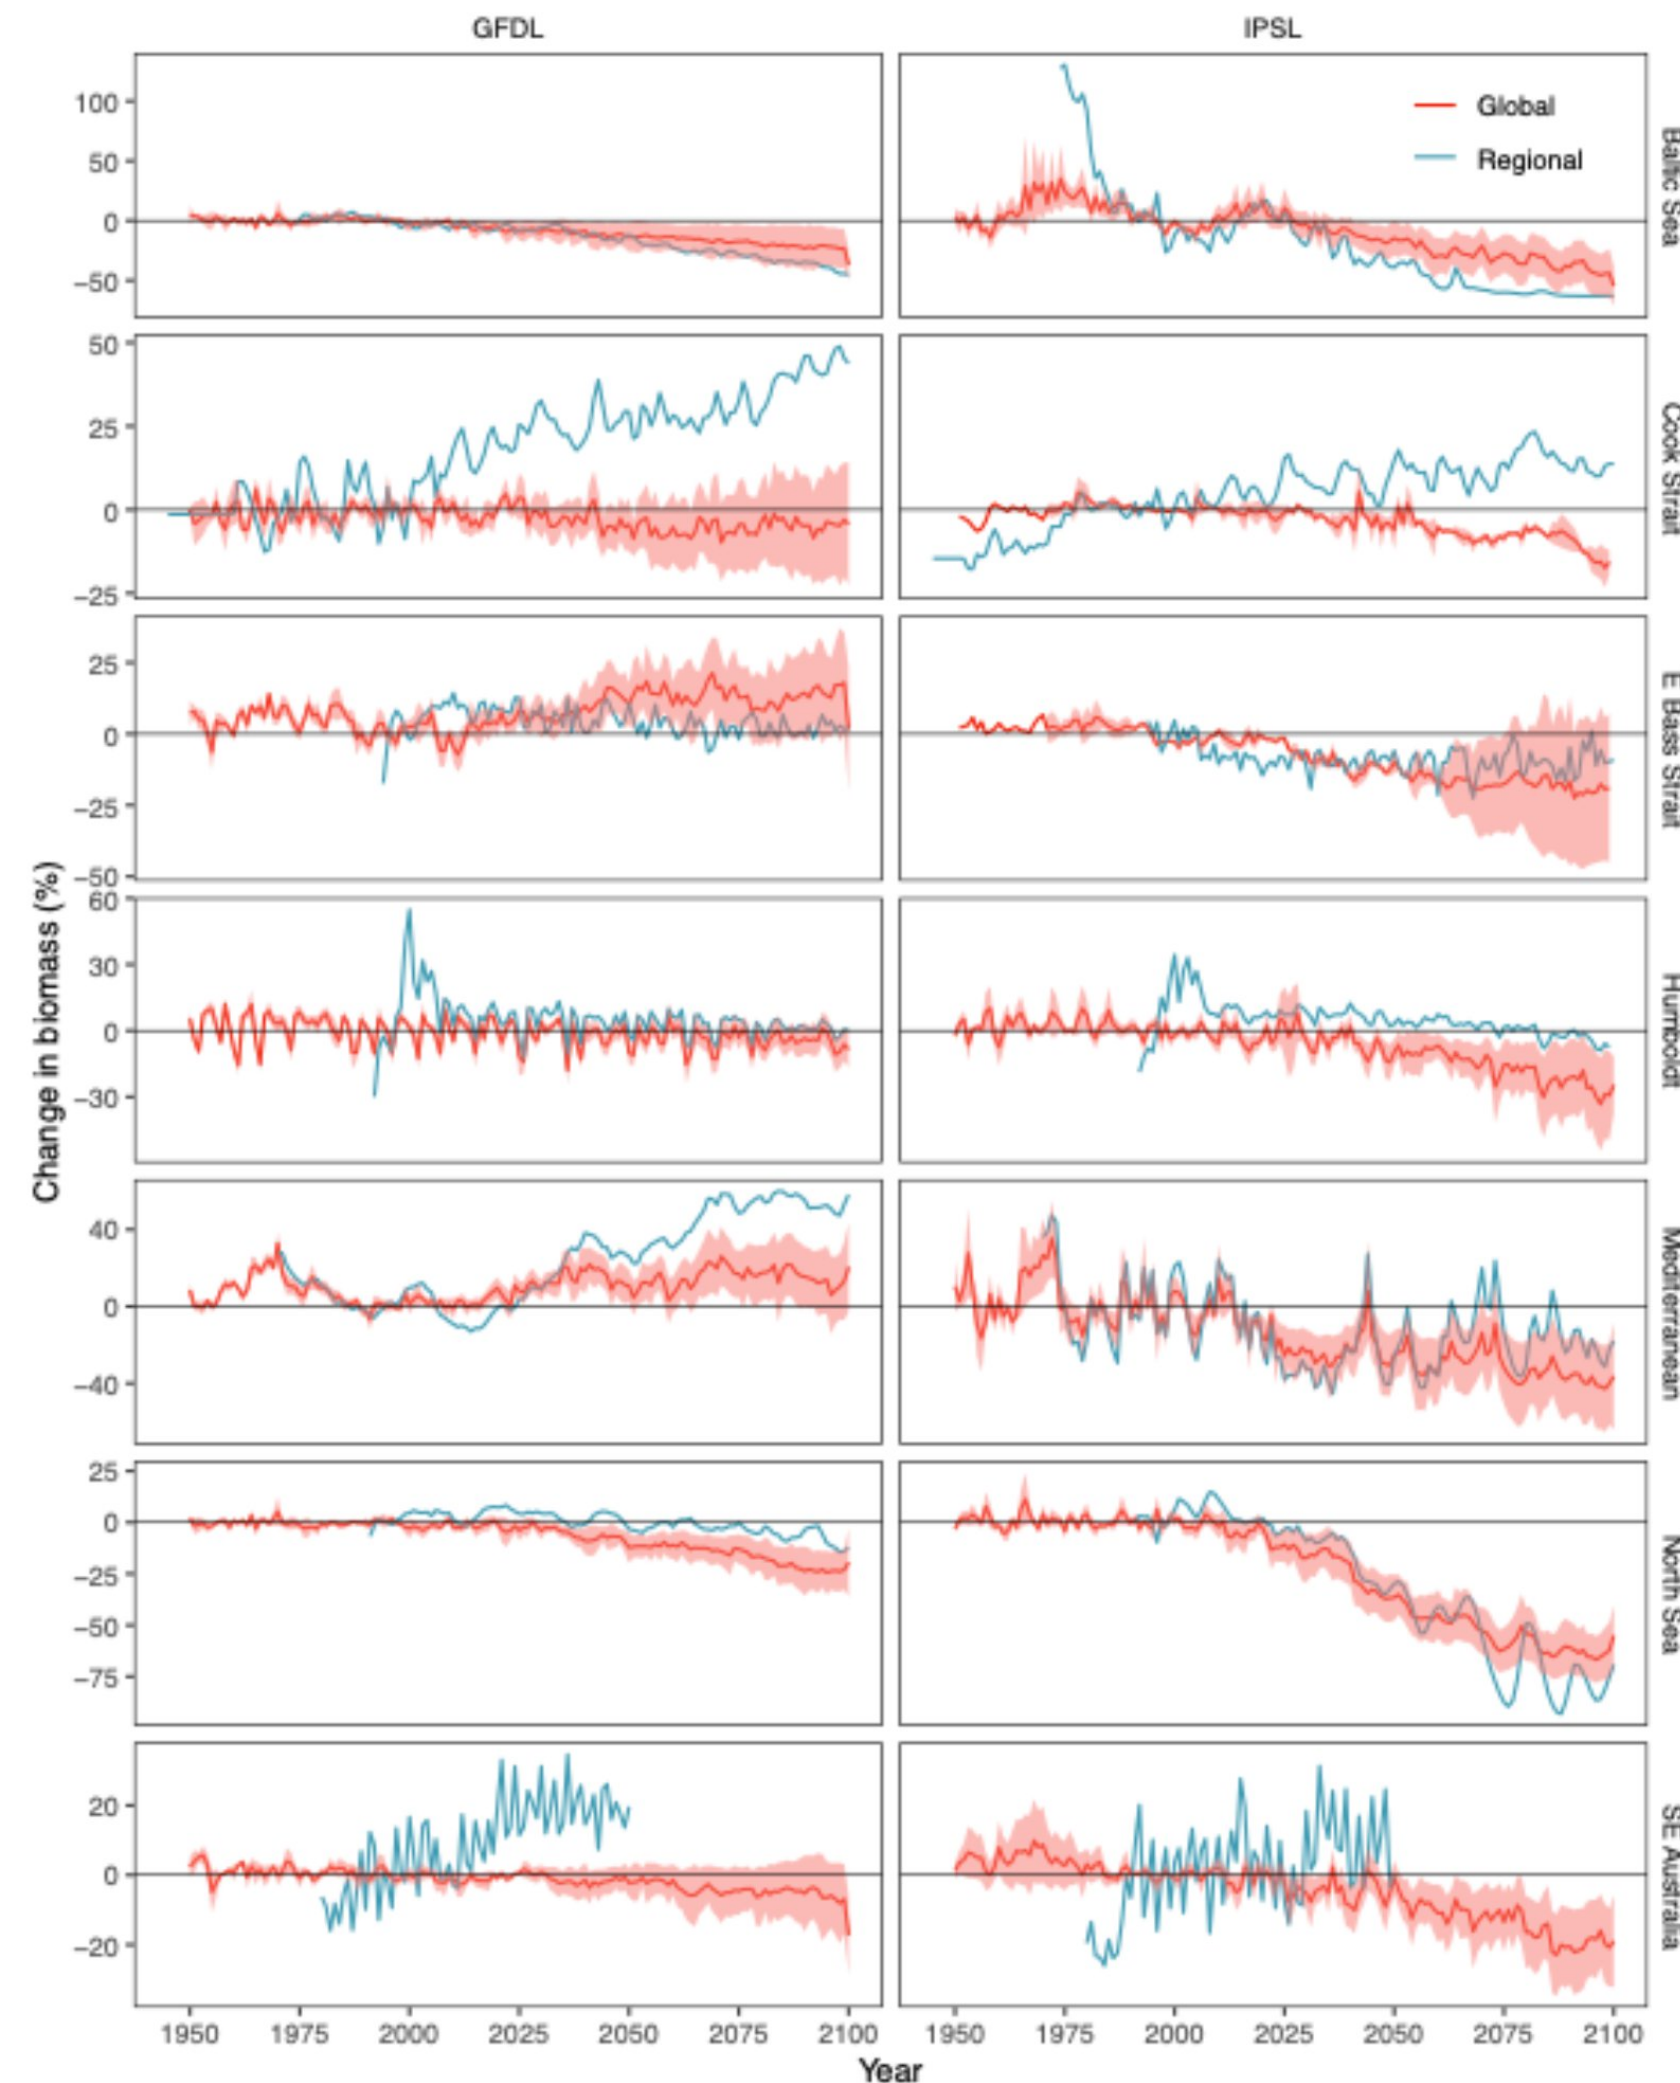 GFDL
IPSL
100
50
0
−50
Global
Regional
Baltic Sea
50
25
0
−25
Cook Strait
25
0
−25
−50
E Bass Strait
60
30
0
−30
Humboldt
40
0
−40
Mediterranean
25
0
−25
−50
−75
North Sea
20
0
−20
SE Australia
Change in biomass (%)
1950 1975 2000 2025 2050 2075 2100
1950 1975 2000 2025 2050 2075 2100
Year